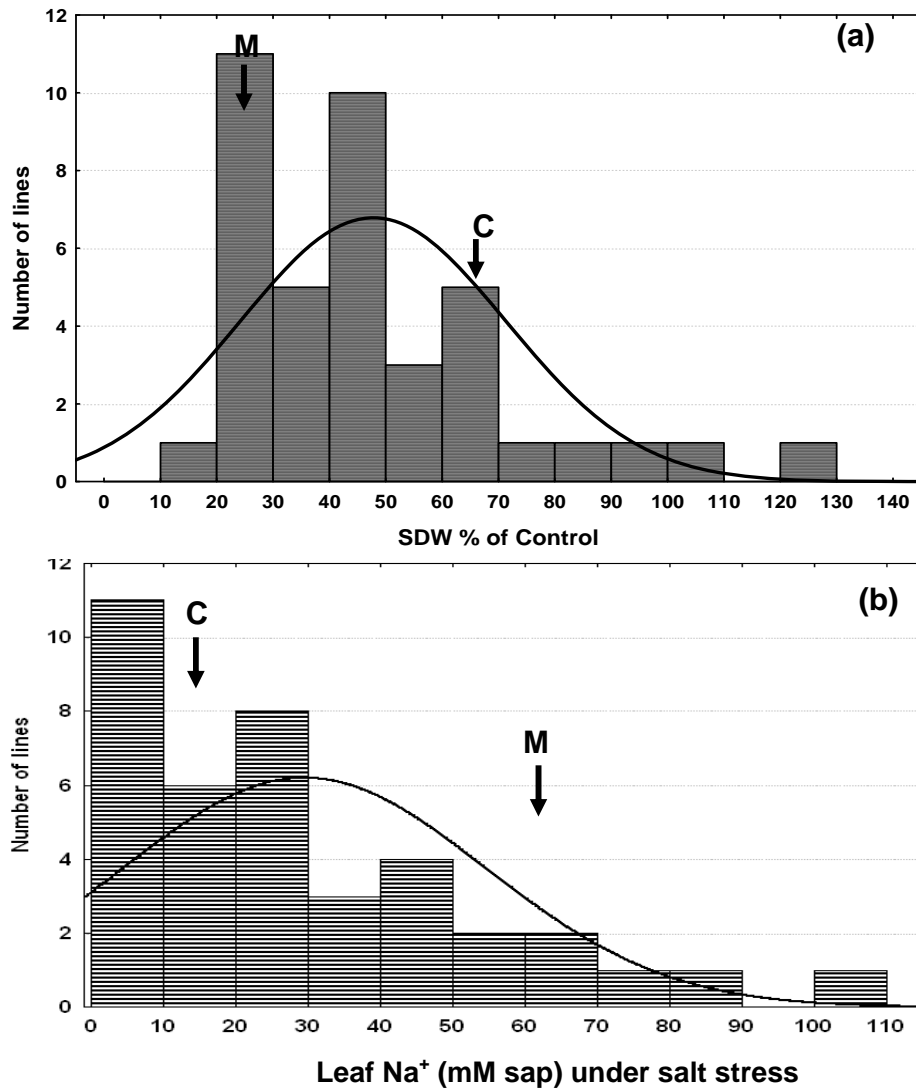 (a)
M
C
Number of lines
12
10
8
6
4
2
0
0 10 20 30 40 50 60 70 80 90 100 110 120 130 140
SDW % of Control
(b)
C
M
Number of lines
12
10
8
6
4
2
0
0 10 20 30 40 50 60 70 80 90 100 110
Leaf Na⁺ (mM sap) under salt stress